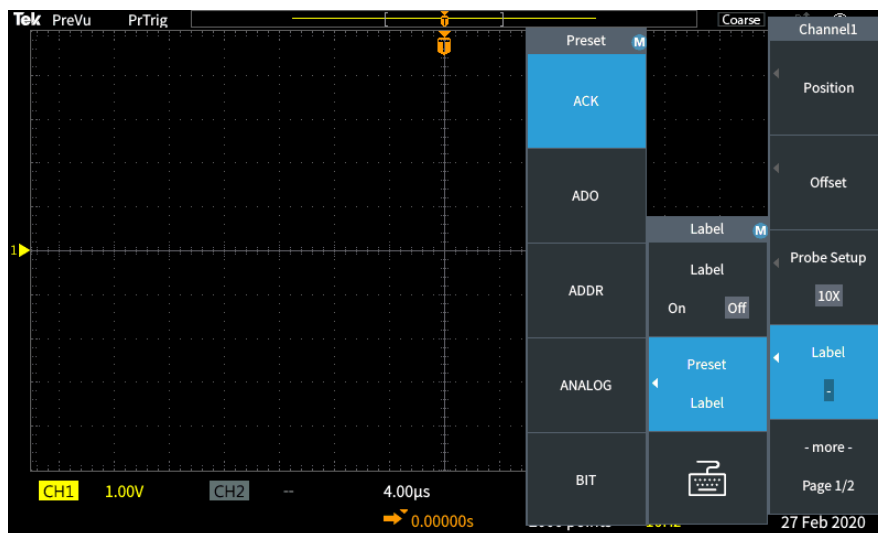 Tek PreVu PrTrig
T
Coarse
T
Preset M
ACK
ADO
ADDR
ANALOG
BIT
Label M
Label
On Off
Preset
Label
Channel1
Position
Offset
Probe Setup
10X
Label
-
- more -
Page 1/2
1
CH1 1.00V CH2 -- 4.00µs
0.00000s
27 Feb 2020